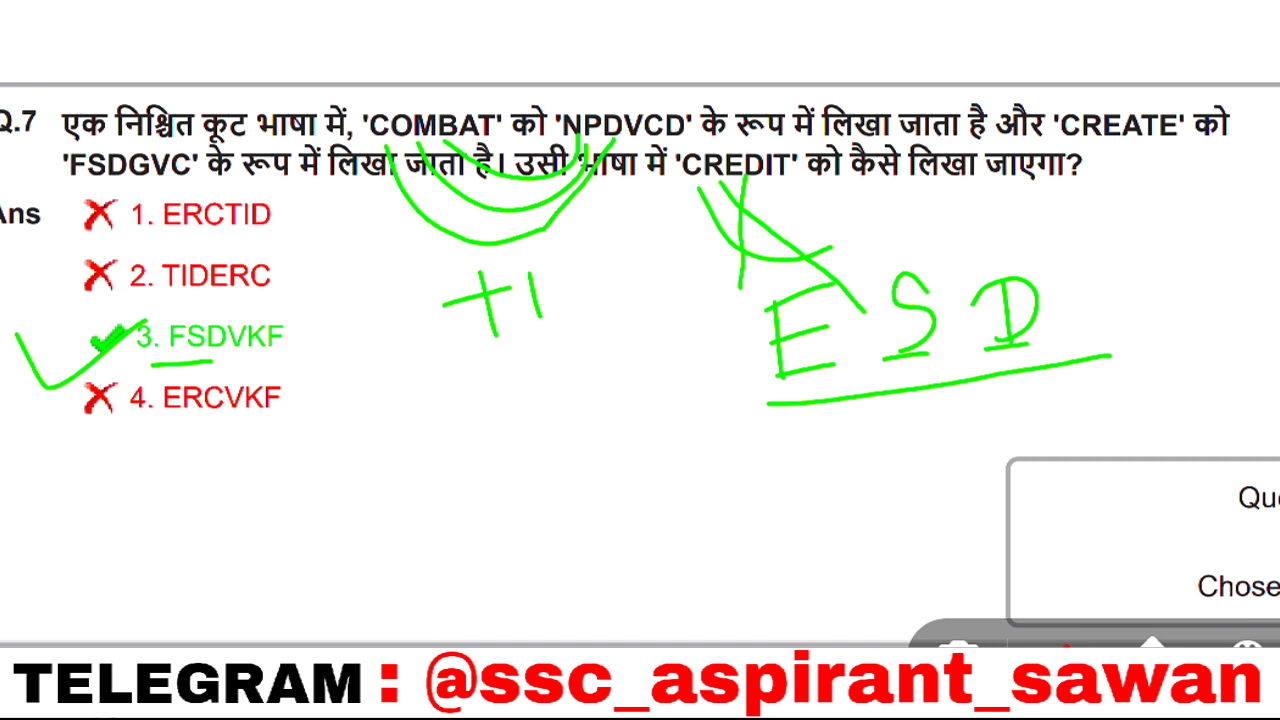 Q.7 एक निश्चित कूट भाषा में, 'COMBAT' को 'NPDVCD' के रूप में लिखा जाता है और 'CREATE' को
'FSDGVC' के रूप में लिखा जाता है। उसी भाषा में 'CREDIT' को कैसे लिखा जाएगा?
Ans 1. ERCTID
2. TIDERC
3. FSDVKF
4. ERCVKF
+1
E S D
Que
Chose
TELEGRAM : @ssc_aspirant_sawan